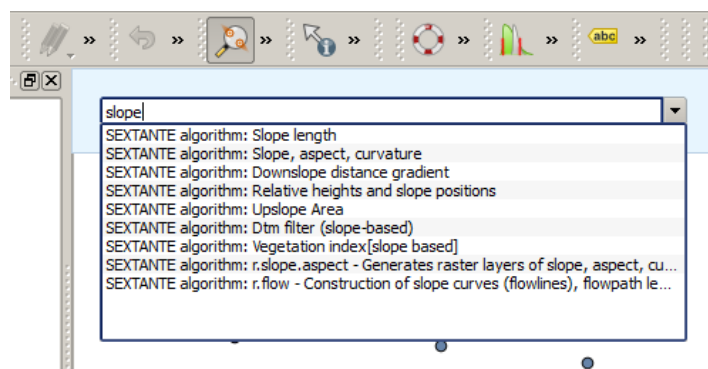 abc
slope
SEXTANTE algorithm: Slope length
SEXTANTE algorithm: Slope, aspect, curvature
SEXTANTE algorithm: Downslope distance gradient
SEXTANTE algorithm: Relative heights and slope positions
SEXTANTE algorithm: Upslope Area
SEXTANTE algorithm: Dtm filter (slope-based)
SEXTANTE algorithm: Vegetation index[slope based]
SEXTANTE algorithm: r.slope.aspect - Generates raster layers of slope, aspect, cu...
SEXTANTE algorithm: r.flow - Construction of slope curves (flowlines), flowpath le...